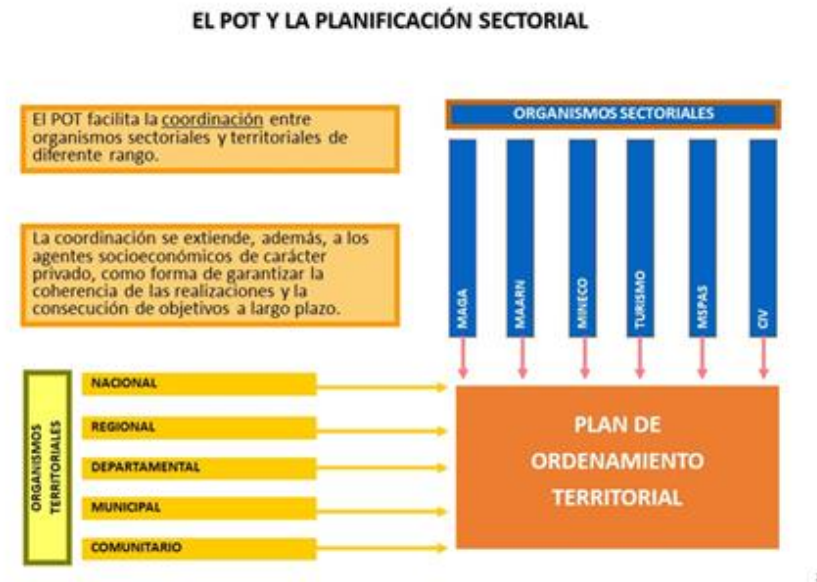 EL POT Y LA PLANIFICACIÓN SECTORIAL
El POT facilita la coordinación entre
organismos sectoriales y territoriales de
diferente rango.
La coordinación se extiende, además, a los
agentes socioeconómicos de carácter
privado, como forma de garantizar la
coherencia de las realizaciones y la
consecución de objetivos a largo plazo.
ORGANISMOS SECTORIALES
MAGA
MAARN
MINECO
TURISMO
MSPAS
CIV
ORGANISMOS
TERRITORIALES
NACIONAL
REGIONAL
DEPARTAMENTAL
MUNICIPAL
COMUNITARIO
PLAN DE
ORDENAMIENTO
TERRITORIAL